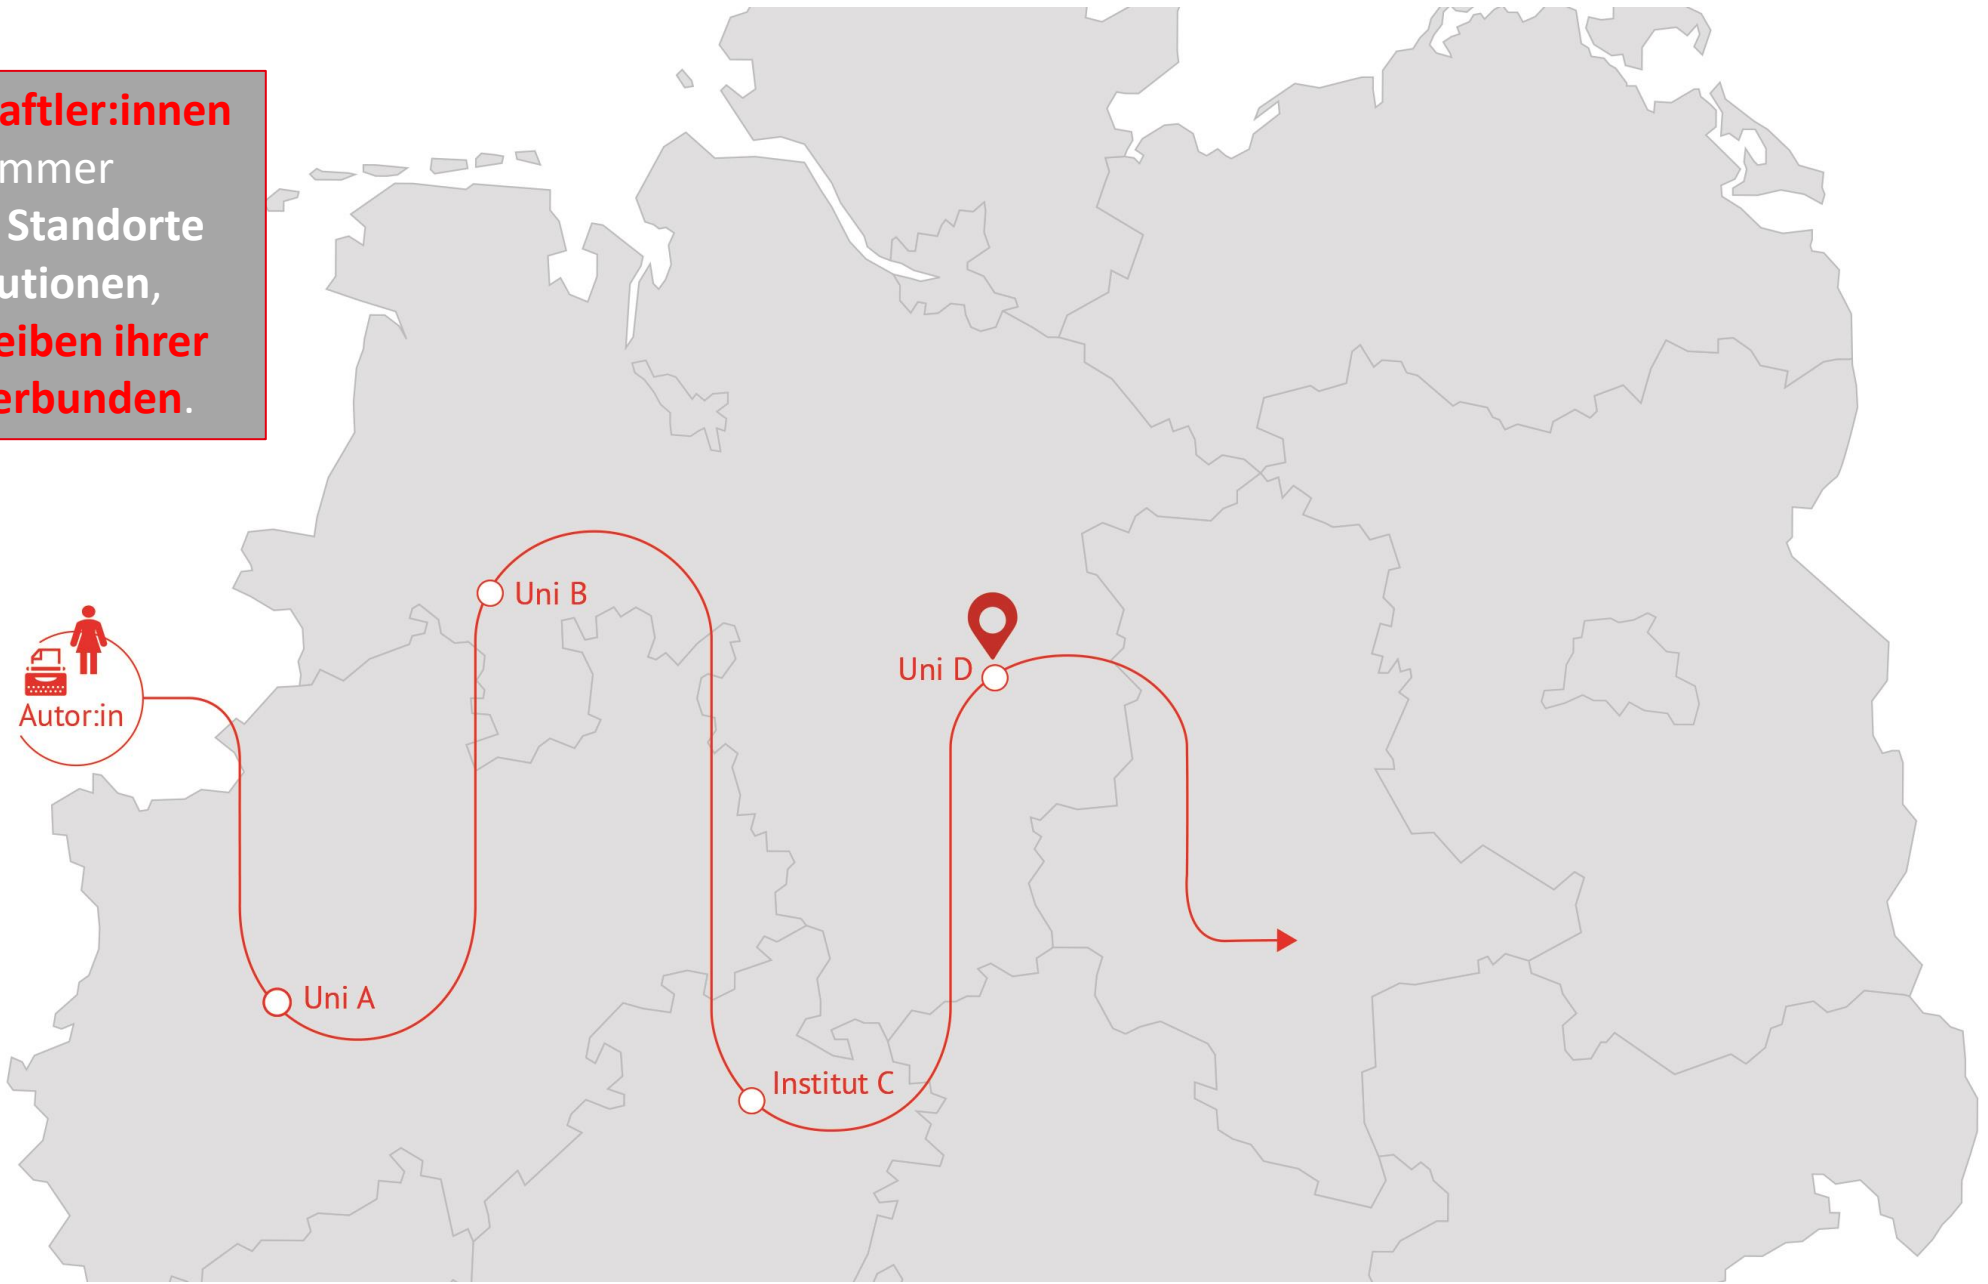 aftler:innen
mmer
Standorte
utionen,
eiben ihrer
erbunden.
Uni B
Uni D
Autor:in
Uni A
Institut C